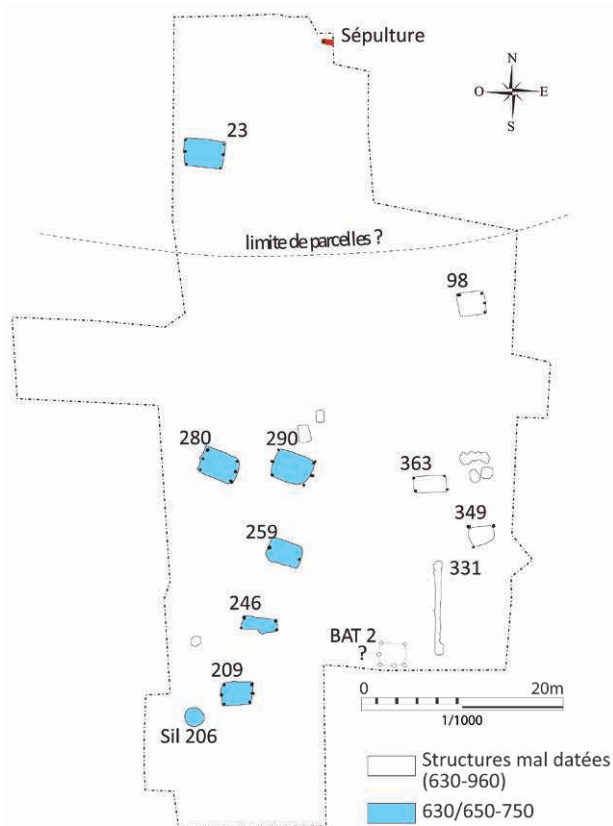 Sépulture
N
O E
S
23
limite de parcelles ?
98
280 290
363
349
259
331
246
BAT 2
?
209
Sil 206
0 20m
1/1000
Structures mal datées
(630-960)
630/650-750